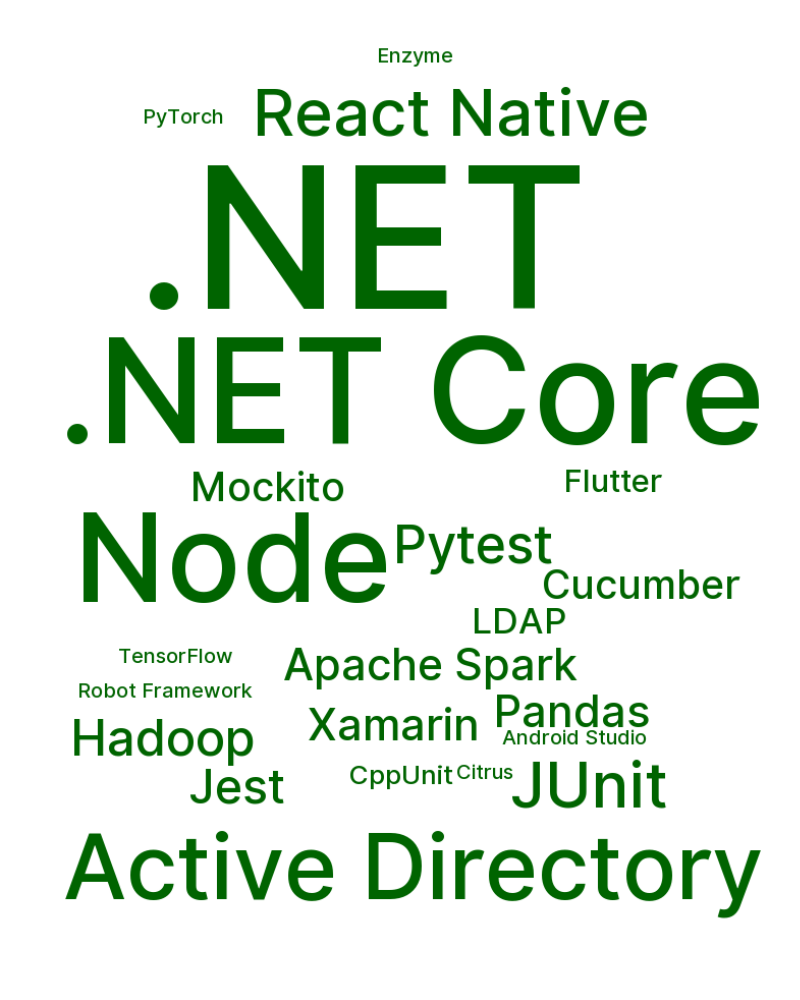 Enzyme
PyTorch
React Native
.NET
.NET Core
Mockito
Flutter
Node
Pytest
Cucumber
LDAP
TensorFlow
Apache Spark
Robot Framework
Pandas
Hadoop
Xamarin
Android Studio
Jest
CppUnit
Citrus
JUnit
Active Directory